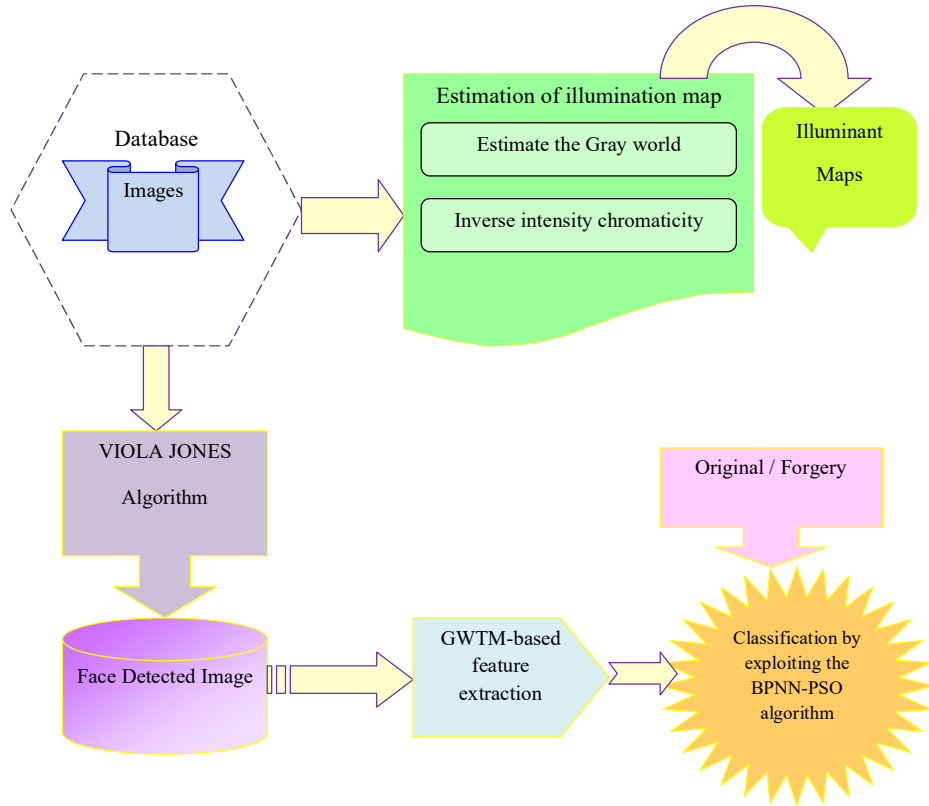 Database
Images
Estimation of illumination map
Estimate the Gray world
Inverse intensity chromaticity
Illuminant
Maps
VIOLA JONES
Algorithm
Face Detected Image
GWTM-based
feature
extraction
Original / Forgery
Classification by
exploiting the
BPNN-PSO
algorithm